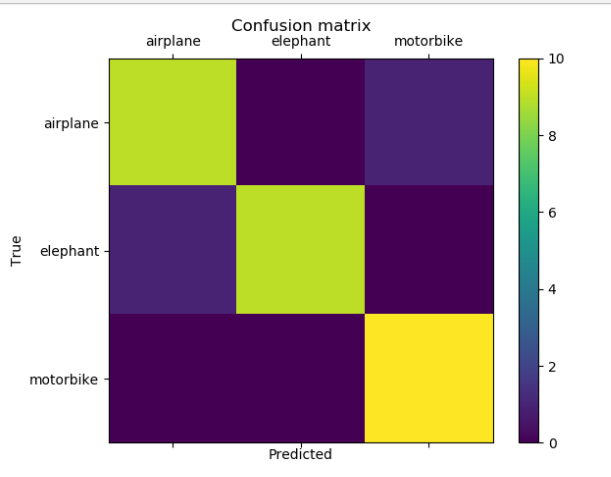 Confusion matrix
airplane elephant motorbike
airplane
elephant
motorbike
True
Predicted
10
8
6
4
2
0